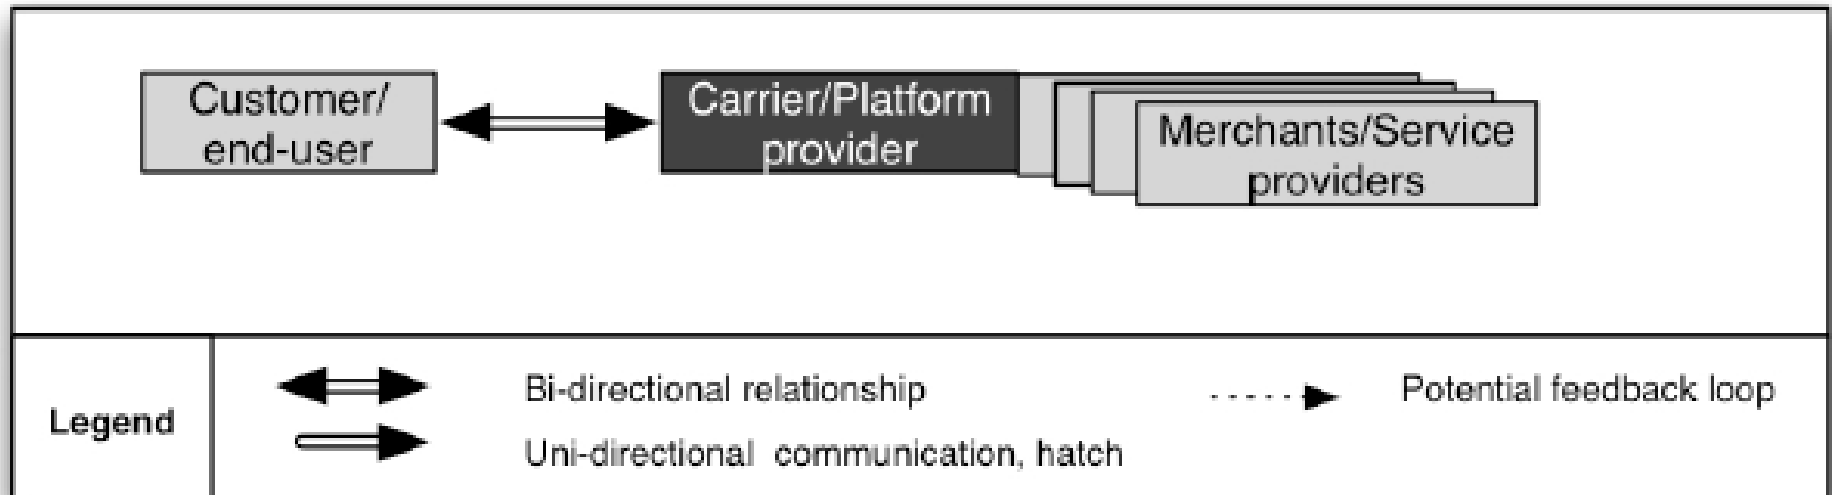 Customer/
end-user
Carrier/Platform
provider
Merchants/Service
providers
Legend
Bi-directional relationship
Potential feedback loop
Uni-directional communication, hatch